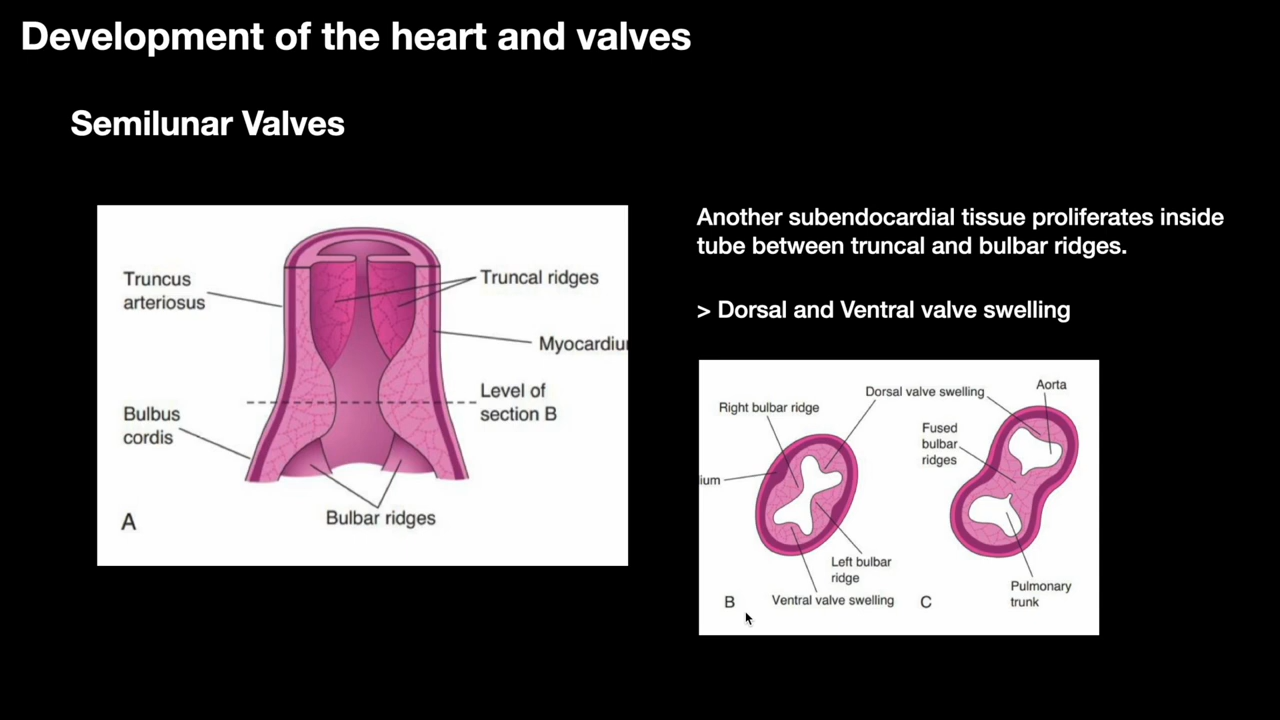 Development of the heart and valves
Semilunar Valves
Truncus
arteriosus
Truncal ridges
Myocardiu
Level of
section B
Bulbus
cordis
Bulbar ridges
A
Another subendocardial tissue proliferates inside
tube between truncal and bulbar ridges.
> Dorsal and Ventral valve swelling
Dorsal valve swelling
Aorta
Right bulbar ridge
Fused
bulbar
ridges
ium
Left bulbar
ridge
Pulmonary
trunk
B
Ventral valve swelling
C